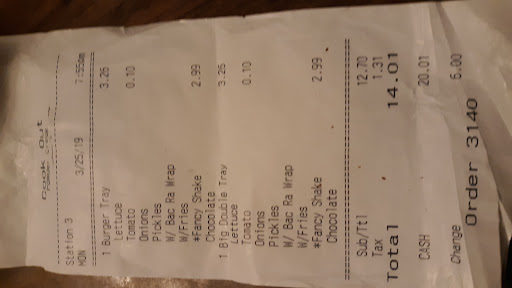 Cook Out
Station 3
MON 3/25/19 7:55am
1 Borger Tray 3.25
Lettuce
Tomato 0.10
Onions
Pickles
W/ Bac Ra Wrap
W/Fries
*Fancy Shake 2.99
Chocolate
1 Big Double Tray 3.25
Lettuce
Tomato 0.10
Onions
Pickles
W/ Bac Ra Wrap
W/Fries
*Fancy Shake 2.99
Chocolate
Sub/Ttl 12.70
Tax 1.31
Total 14.01
CASH 20.01
Change 6.00
Order 3140